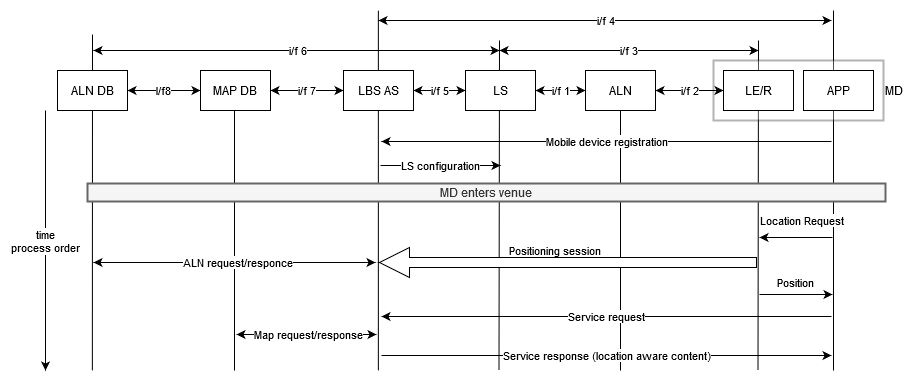 i/f 4
i/f 6
i/f 3
ALN DB
i/f8
MAP DB
i/f 7
LBS AS
i/f 5
LS
i/f 1
ALN
i/f 2
LE/R
APP
MD
Mobile device registration
LS configuration
MD enters venue
Location Request
time
process order
Positioning session
ALN request/responce
Position
Service request
Map request/response
Service response (location aware content)